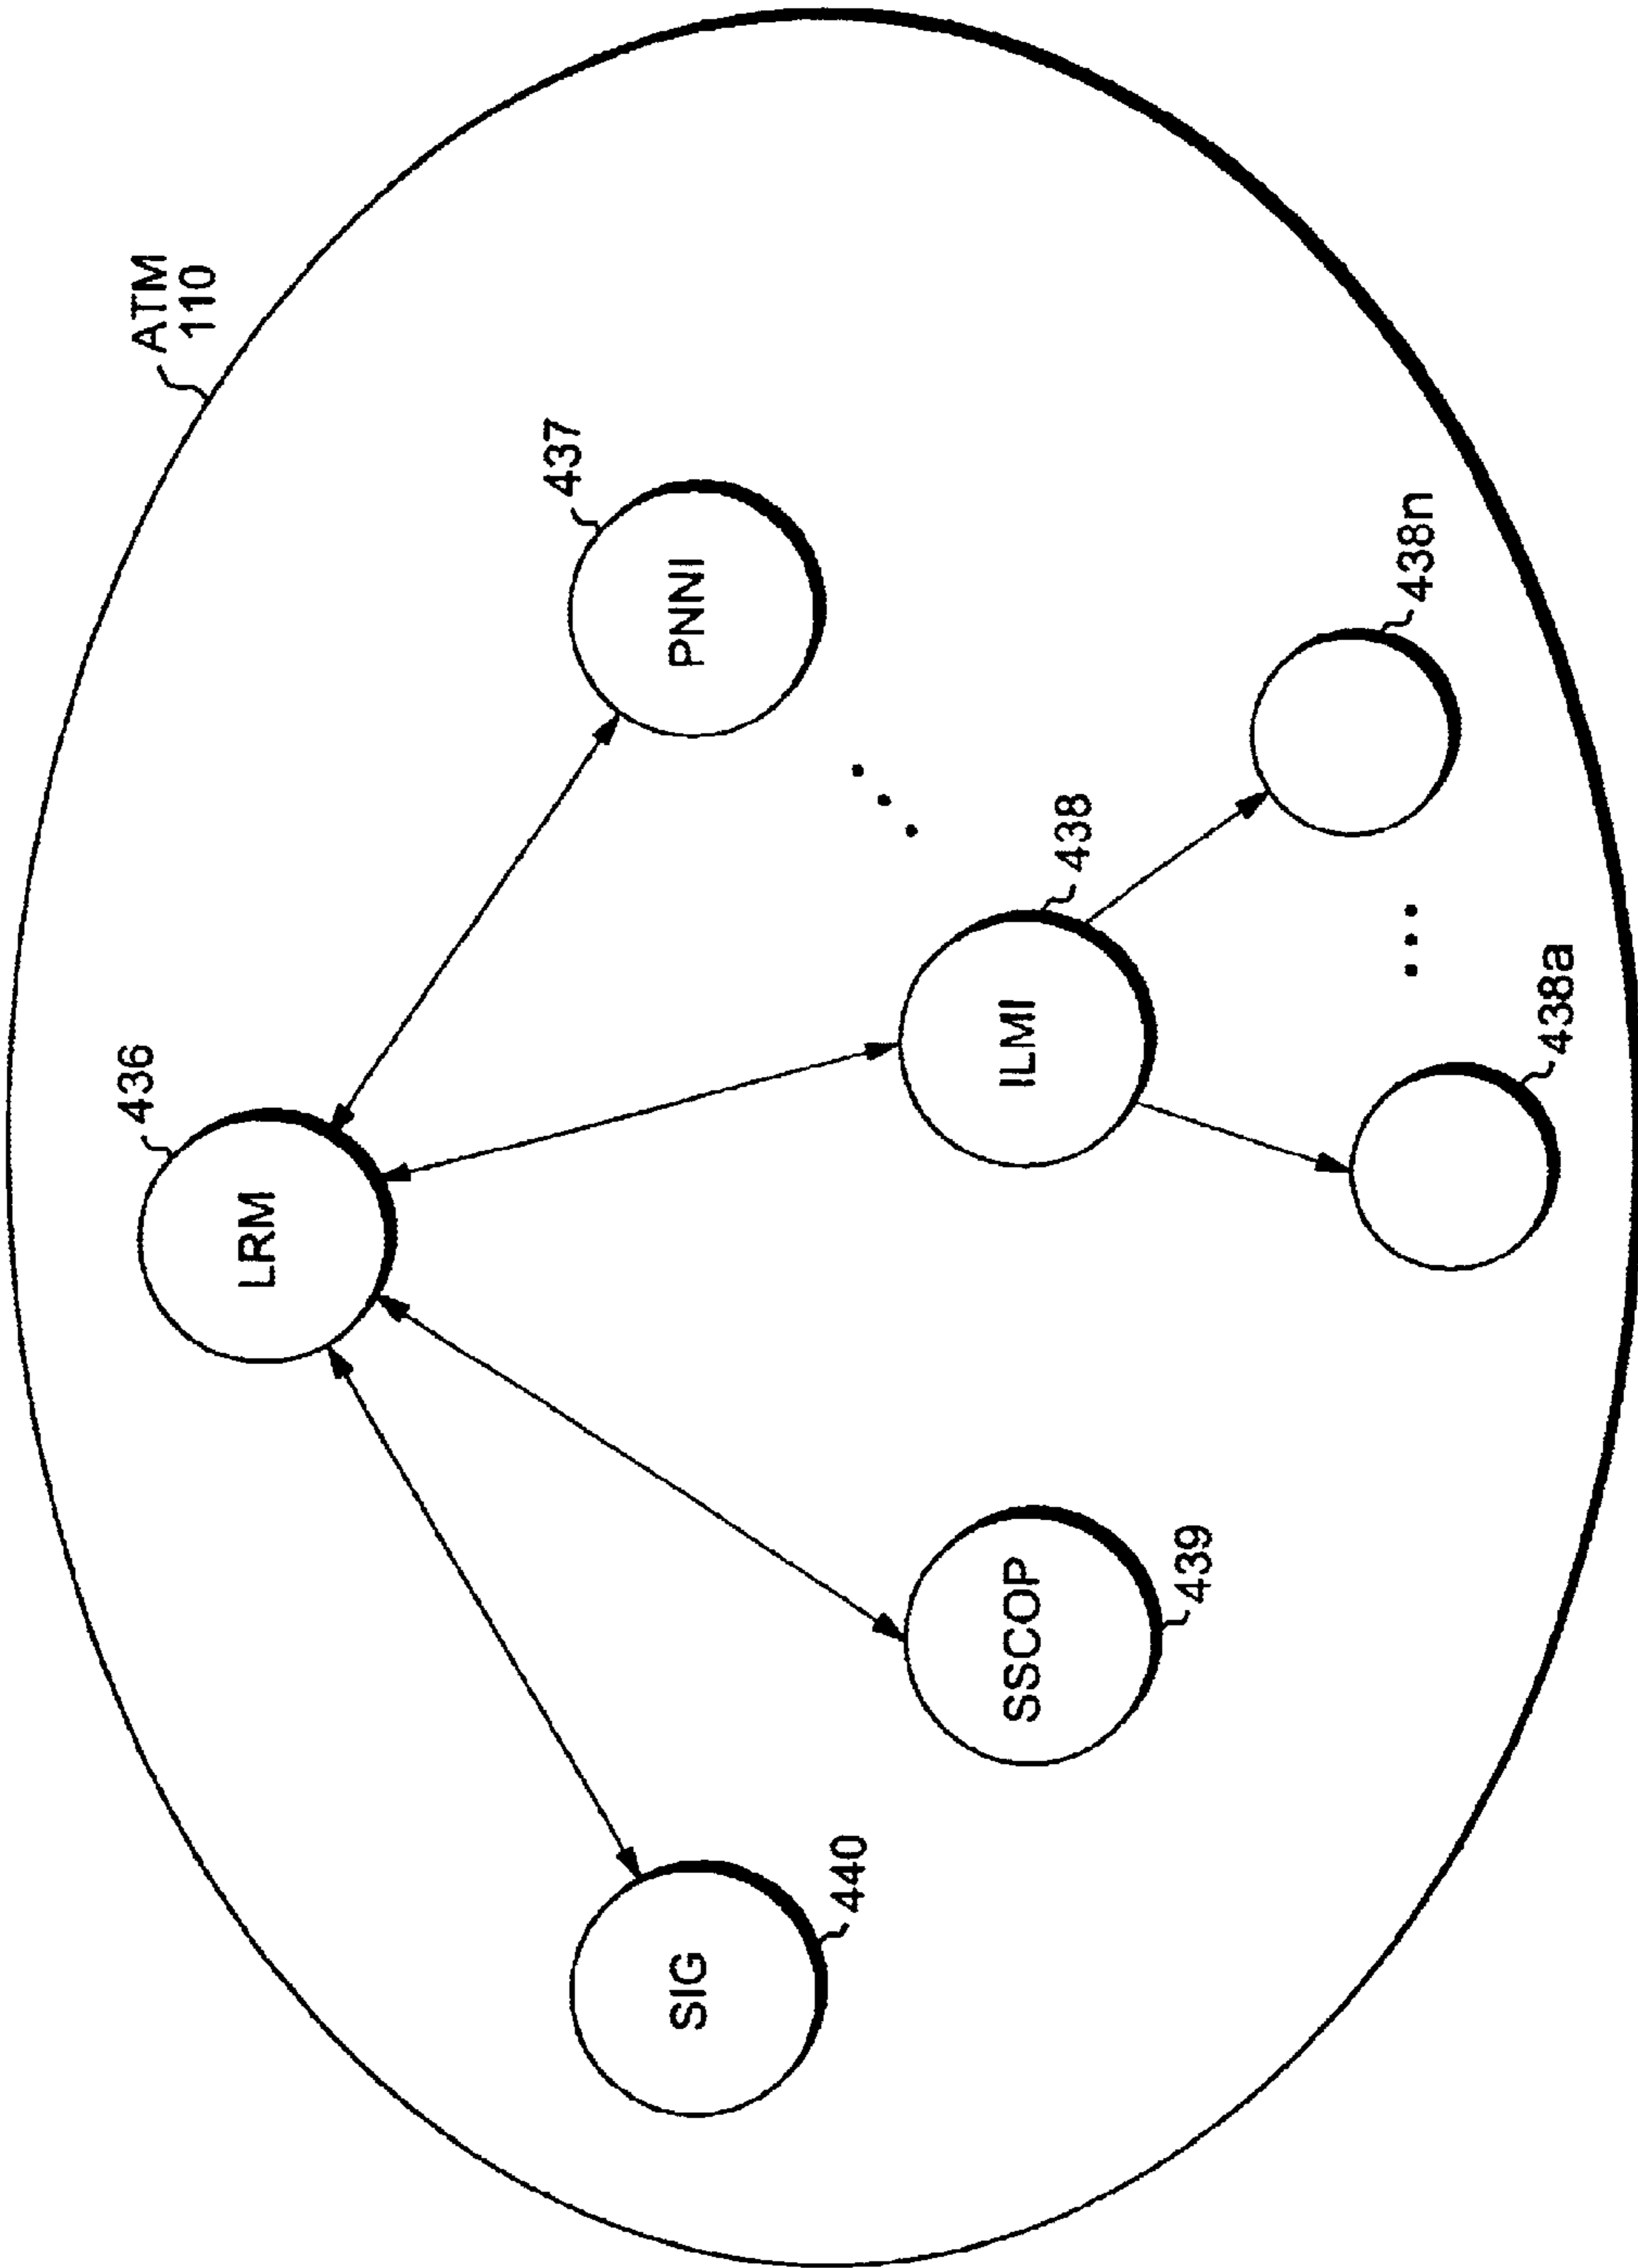 ATM
110
436
LRM
437
PNNI
SIG
440
SSCOP
439
ILMI
438
438a
438n